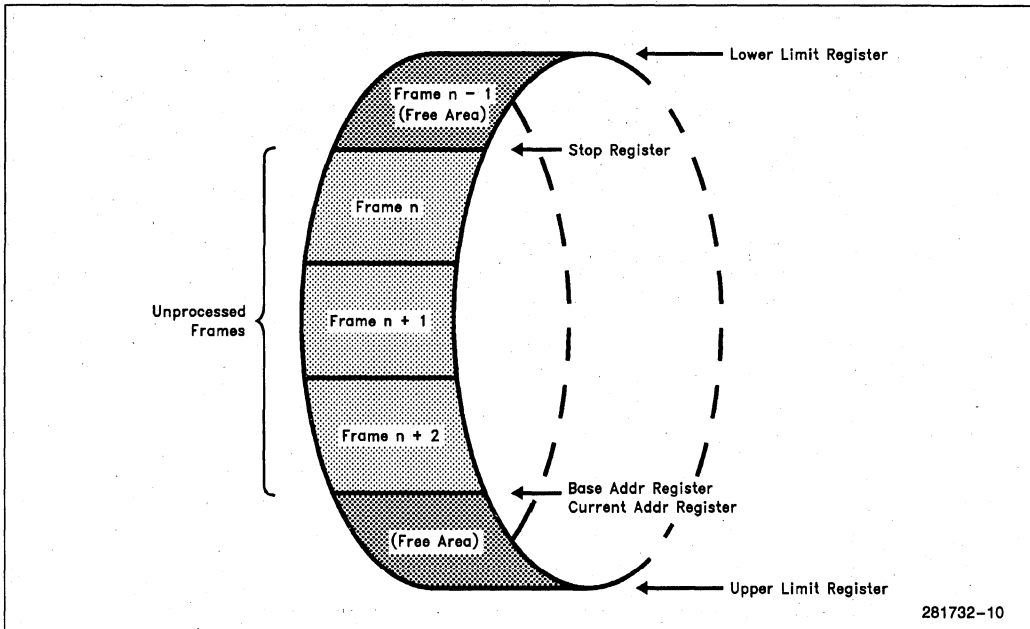 Lower Limit Register
Frame n - 1
(Free Area)
Stop Register
Frame n
Unprocessed
Frames
Frame n + 1
Frame n + 2
Base Addr Register
Current Addr Register
(Free Area)
Upper Limit Register
281732-10